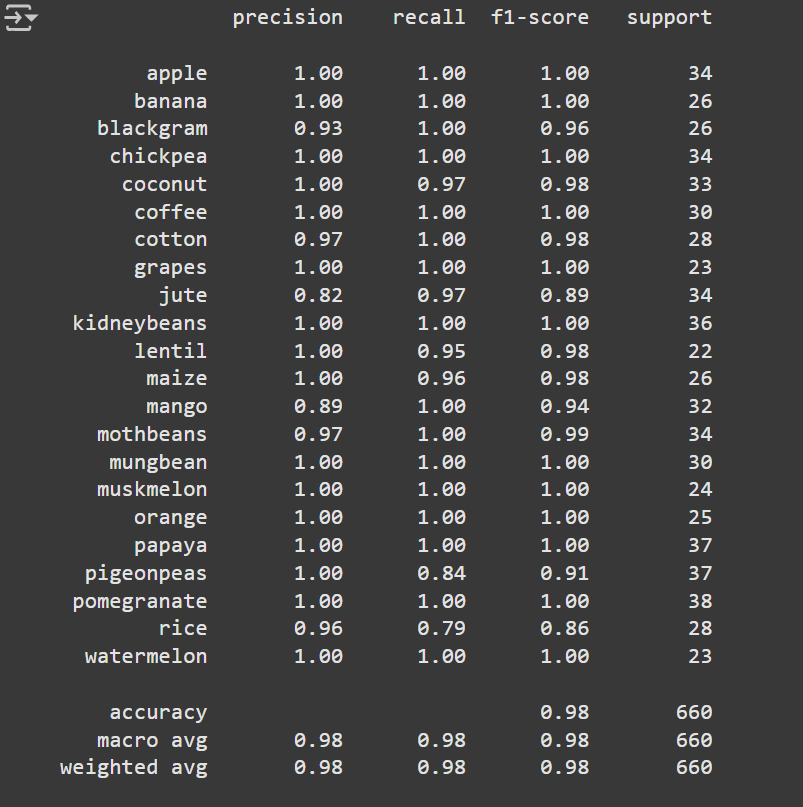 precision recall f1-score support
apple 1.00 1.00 1.00 34
banana 1.00 1.00 1.00 26
blackgram 0.93 1.00 0.96 26
chickpea 1.00 1.00 1.00 34
coconut 1.00 0.97 0.98 33
coffee 1.00 1.00 1.00 30
cotton 0.97 1.00 0.98 28
grapes 1.00 1.00 1.00 23
jute 0.82 0.97 0.89 34
kidneybeans 1.00 1.00 1.00 36
lentil 1.00 0.95 0.98 22
maize 1.00 0.96 0.98 26
mango 0.89 1.00 0.94 32
mothbeans 0.97 1.00 0.99 34
mungbean 1.00 1.00 1.00 30
muskmelon 1.00 1.00 1.00 24
orange 1.00 1.00 1.00 25
papaya 1.00 1.00 1.00 37
pigeonpeas 1.00 0.84 0.91 37
pomegranate 1.00 1.00 1.00 38
rice 0.96 0.79 0.86 28
watermelon 1.00 1.00 1.00 23
accuracy 0.98 660
macro avg 0.98 0.98 0.98 660
weighted avg 0.98 0.98 0.98 660